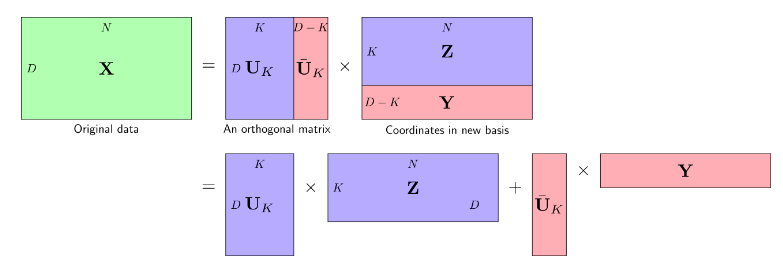 N K D − K N
K Z
D X = D U_K Ū_K ×
D − K Y
Original data An orthogonal matrix Coordinates in new basis
K N
= D U_K × K Z D + Ū_K × Y